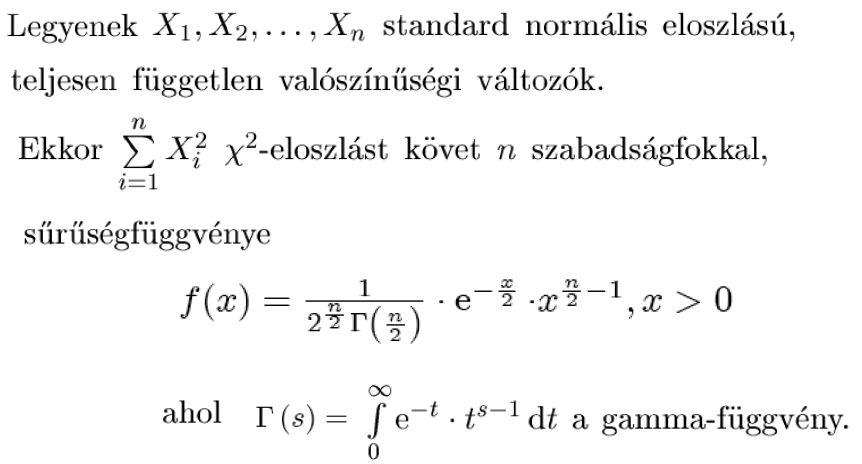 Legyenek $X_1, X_2, \ldots, X_n$ standard normális eloszlású,
teljesen független valószínűségi változók.
Ekkor $\sum\limits_{i=1}^{n} X_i^2$ $\chi^2$-eloszlást követ $n$ szabadságfokkal,
sűrűségfüggvénye
$f(x) = \frac{1}{2^{\frac{n}{2}} \Gamma\left(\frac{n}{2}\right)} \cdot \mathrm{e}^{-\frac{x}{2}} \cdot x^{\frac{n}{2}-1}, x > 0$
ahol $\Gamma(s) = \int\limits_0^\infty \mathrm{e}^{-t} \cdot t^{s-1} \, \mathrm{d}t$ a gamma-függvény.